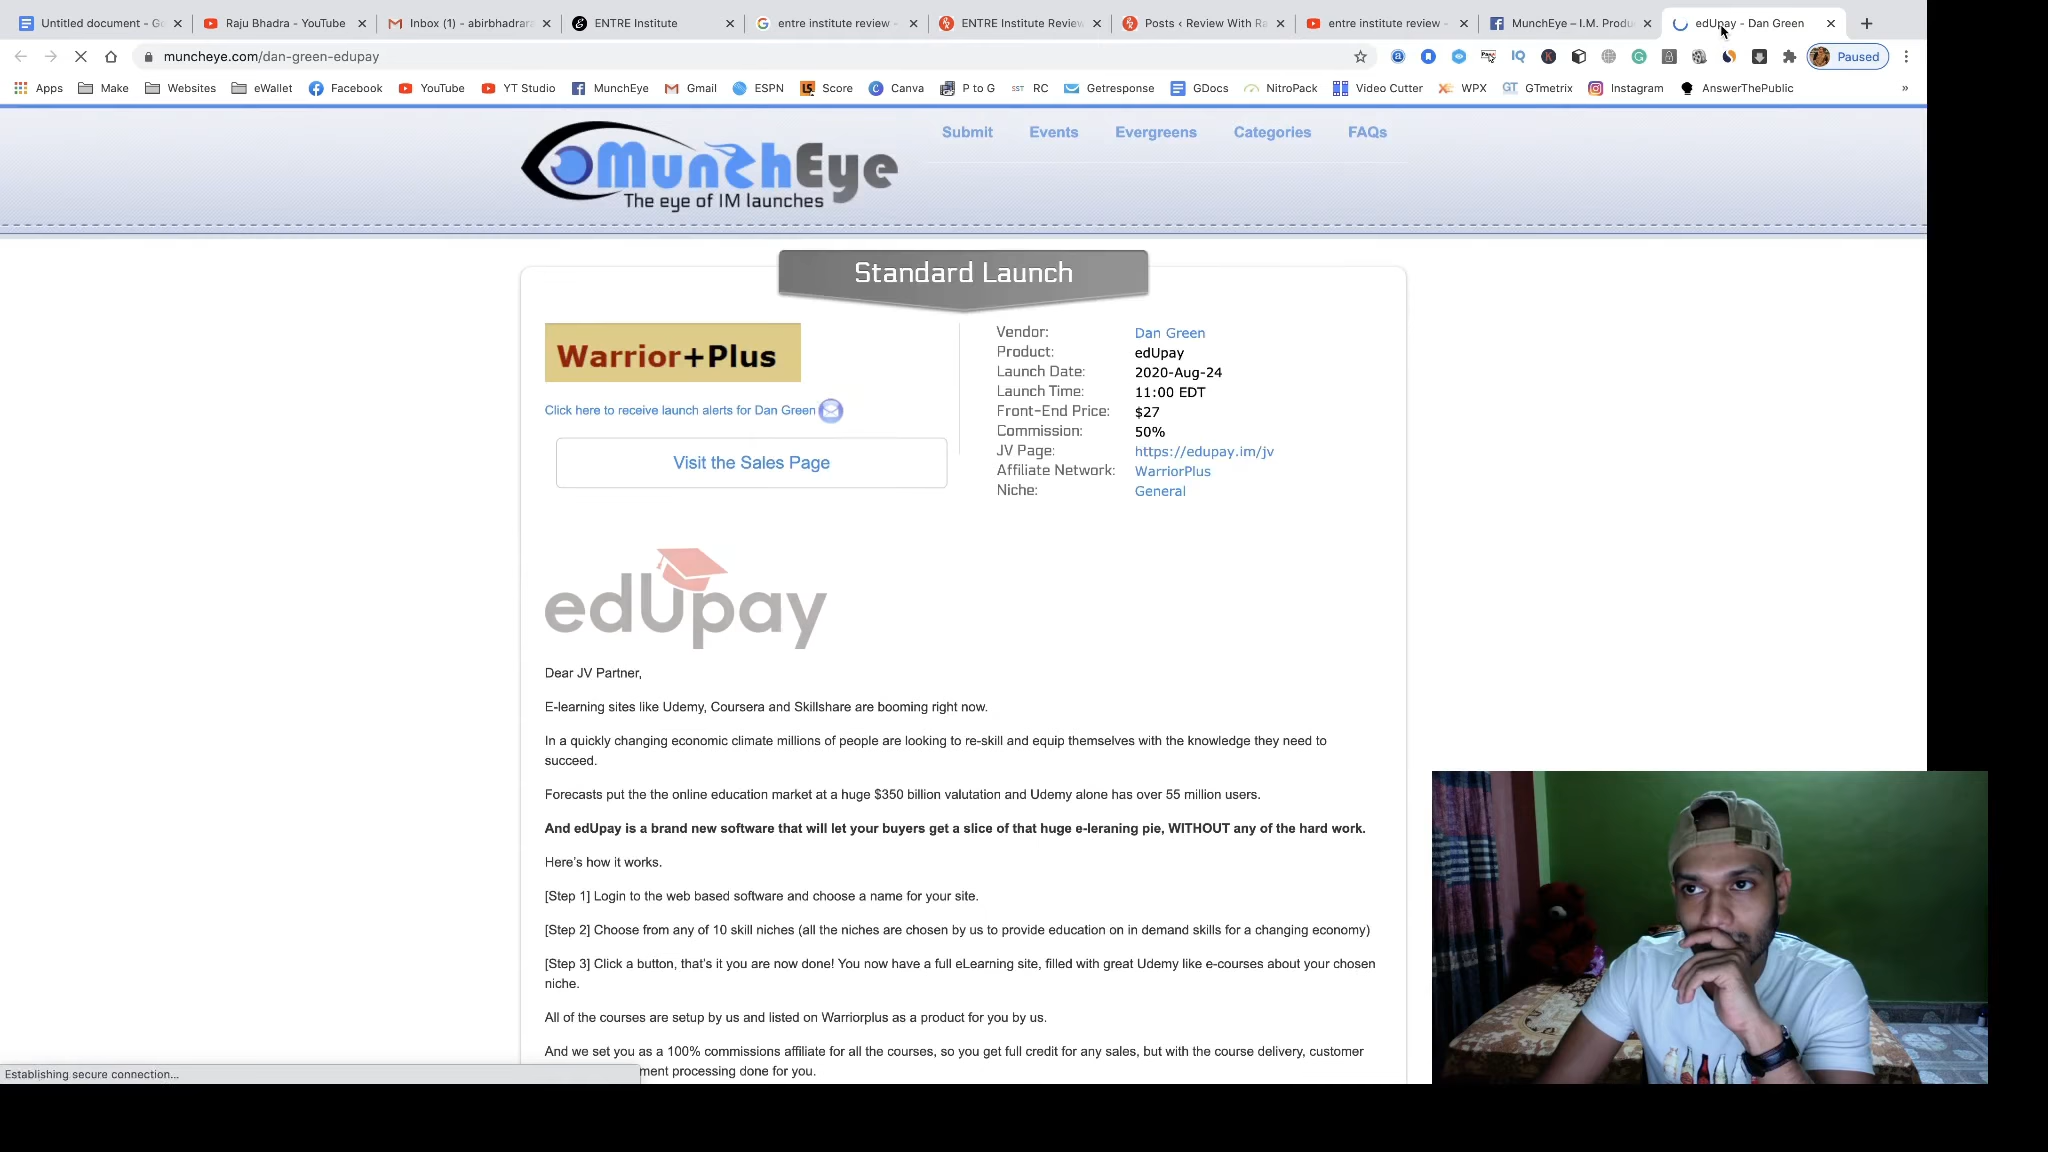 Untitled document - G
Raju Bhadra - YouTube
Inbox (1) - abirbhadrara
ENTRE Institute
entre institute review -
ENTRE Institute Review
Posts ‹ Review With Ra
entre institute review -
MunchEye – I.M. Produ
edUpay - Dan Green
muncheye.com/dan-green-edupay
Paused
Apps
Make
Websites
eWallet
Facebook
YouTube
YT Studio
MunchEye
Gmail
ESPN
Score
Canva
P to G
SST
RC
Getresponse
GDocs
NitroPack
Video Cutter
WPX
GT
GTmetrix
Instagram
AnswerThePublic
»
MunchEye
The eye of IM launches
Submit
Events
Evergreens
Categories
FAQs
Standard Launch
Warrior+Plus
Click here to receive launch alerts for Dan Green
Visit the Sales Page
Vendor: Dan Green
Product: edUpay
Launch Date: 2020-Aug-24
Launch Time: 11:00 EDT
Front-End Price: $27
Commission: 50%
JV Page: https://edupay.im/jv
Affiliate Network: WarriorPlus
Niche: General
edUpay
Dear JV Partner,
E-learning sites like Udemy, Coursera and Skillshare are booming right now.
In a quickly changing economic climate millions of people are looking to re-skill and equip themselves with the knowledge they need to
succeed.
Forecasts put the the online education market at a huge $350 billion valutation and Udemy alone has over 55 million users.
And edUpay is a brand new software that will let your buyers get a slice of that huge e-leraning pie, WITHOUT any of the hard work.
Here's how it works.
[Step 1] Login to the web based software and choose a name for your site.
[Step 2] Choose from any of 10 skill niches (all the niches are chosen by us to provide education on in demand skills for a changing economy)
[Step 3] Click a button, that's it you are now done! You now have a full eLearning site, filled with great Udemy like e-courses about your chosen
niche.
All of the courses are setup by us and listed on Warriorplus as a product for you by us.
And we set you as a 100% commissions affiliate for all the courses, so you get full credit for any sales, but with the course delivery, customer
ment processing done for you.
Establishing secure connection...